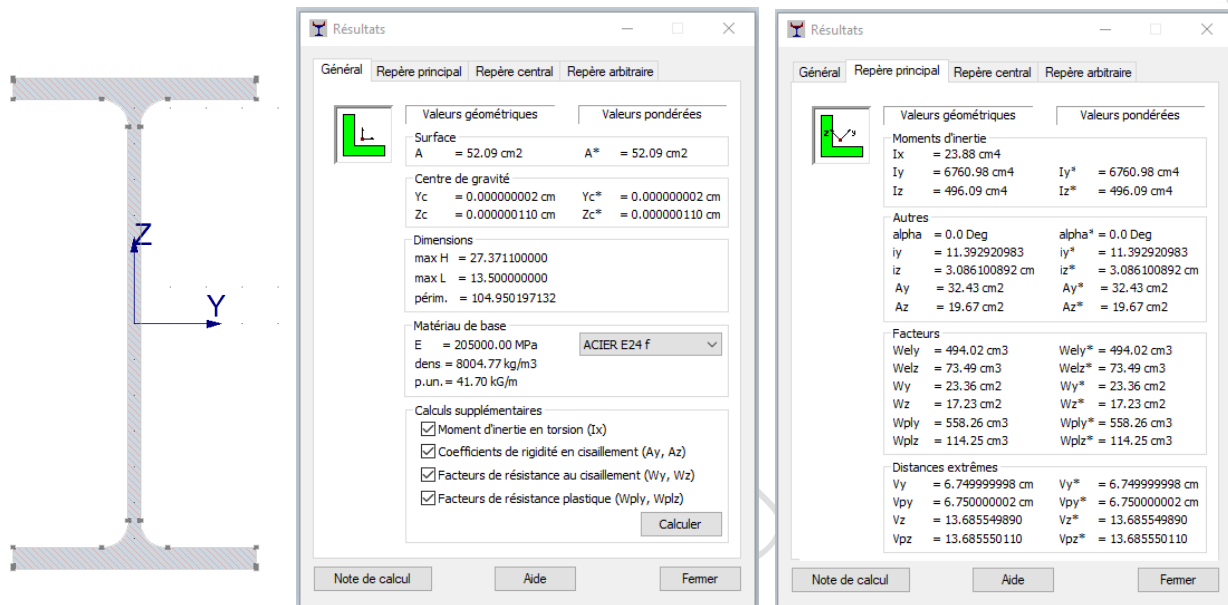 Z
Y
Résultats
Général Repère principal Repère central Repère arbitraire
Valeurs géométriques Valeurs pondérées
Surface
A = 52.09 cm2 A* = 52.09 cm2
Centre de gravité
Yc = 0.000000002 cm Yc* = 0.000000002 cm
Zc = 0.000000110 cm Zc* = 0.000000110 cm
Dimensions
max H = 27.371100000
max L = 13.500000000
périm. = 104.950197132
Matériau de base
E = 205000.00 MPa ACIER E24 f
dens = 8004.77 kg/m3
p.un. = 41.70 kG/m
Calculs supplémentaires
Moment d'inertie en torsion (Ix)
Coefficients de rigidité en cisaillement (Ay, Az)
Facteurs de résistance au cisaillement (Wy, Wz)
Facteurs de résistance plastique (Wply, Wplz)
Calculer
Note de calcul Aide Fermer
Résultats
Général Repère principal Repère central Repère arbitraire
z y
Valeurs géométriques Valeurs pondérées
Moments d'inertie
Ix = 23.88 cm4
Iy = 6760.98 cm4 Iy* = 6760.98 cm4
Iz = 496.09 cm4 Iz* = 496.09 cm4
Autres
alpha = 0.0 Deg alpha* = 0.0 Deg
iy = 11.392920983 iy* = 11.392920983
iz = 3.086100892 cm iz* = 3.086100892 cm
Ay = 32.43 cm2 Ay* = 32.43 cm2
Az = 19.67 cm2 Az* = 19.67 cm2
Facteurs
Wely = 494.02 cm3 Wely* = 494.02 cm3
Welz = 73.49 cm3 Welz* = 73.49 cm3
Wy = 23.36 cm2 Wy* = 23.36 cm2
Wz = 17.23 cm2 Wz* = 17.23 cm2
Wply = 558.26 cm3 Wply* = 558.26 cm3
Wplz = 114.25 cm3 Wplz* = 114.25 cm3
Distances extrêmes
Vy = 6.749999998 cm Vy* = 6.749999998 cm
Vpy = 6.750000002 cm Vpy* = 6.750000002 cm
Vz = 13.685549890 Vz* = 13.685549890
Vpz = 13.685550110 Vpz* = 13.685550110
Note de calcul Aide Fermer